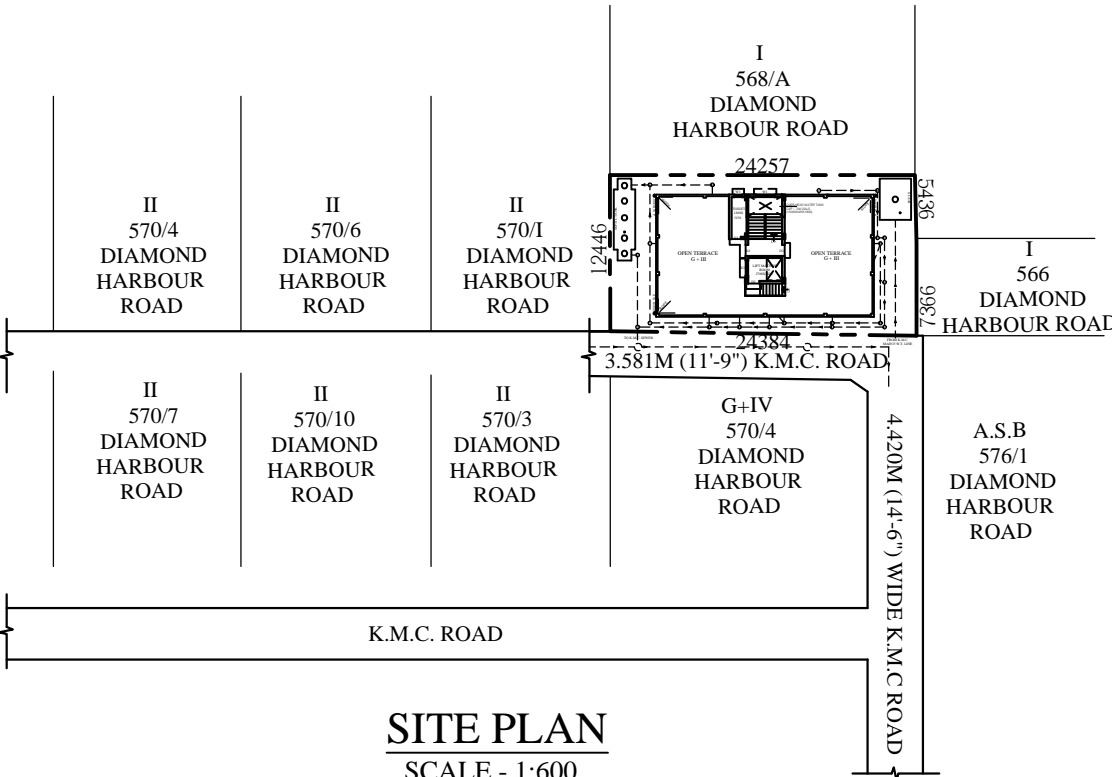 I
568/A
DIAMOND
HARBOUR ROAD
24257
5436
12446
7366
24384
OPEN TERRACE
G + III
OPEN TERRACE
G + III
II
570/4
DIAMOND
HARBOUR
ROAD
II
570/6
DIAMOND
HARBOUR
ROAD
II
570/I
DIAMOND
HARBOUR
ROAD
I
566
DIAMOND
HARBOUR ROAD
3.581M (11'-9") K.M.C. ROAD
II
570/7
DIAMOND
HARBOUR
ROAD
II
570/10
DIAMOND
HARBOUR
ROAD
II
570/3
DIAMOND
HARBOUR
ROAD
G+IV
570/4
DIAMOND
HARBOUR
ROAD
4.420M (14'-6") WIDE K.M.C ROAD
A.S.B
576/1
DIAMOND
HARBOUR
ROAD
K.M.C. ROAD
SITE PLAN
SCALE - 1:600